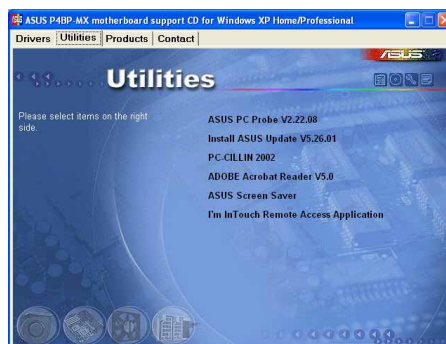 ASUS P4BP-MX motherboard support CD for Windows XP Home/Professional
Drivers Utilities Products Contact
ASUS
Utilities
Please select items on the right
side.
ASUS PC Probe V2.22.08
Install ASUS Update V5.26.01
PC-CILLIN 2002
ADOBE Acrobat Reader V5.0
ASUS Screen Saver
I'm InTouch Remote Access Application